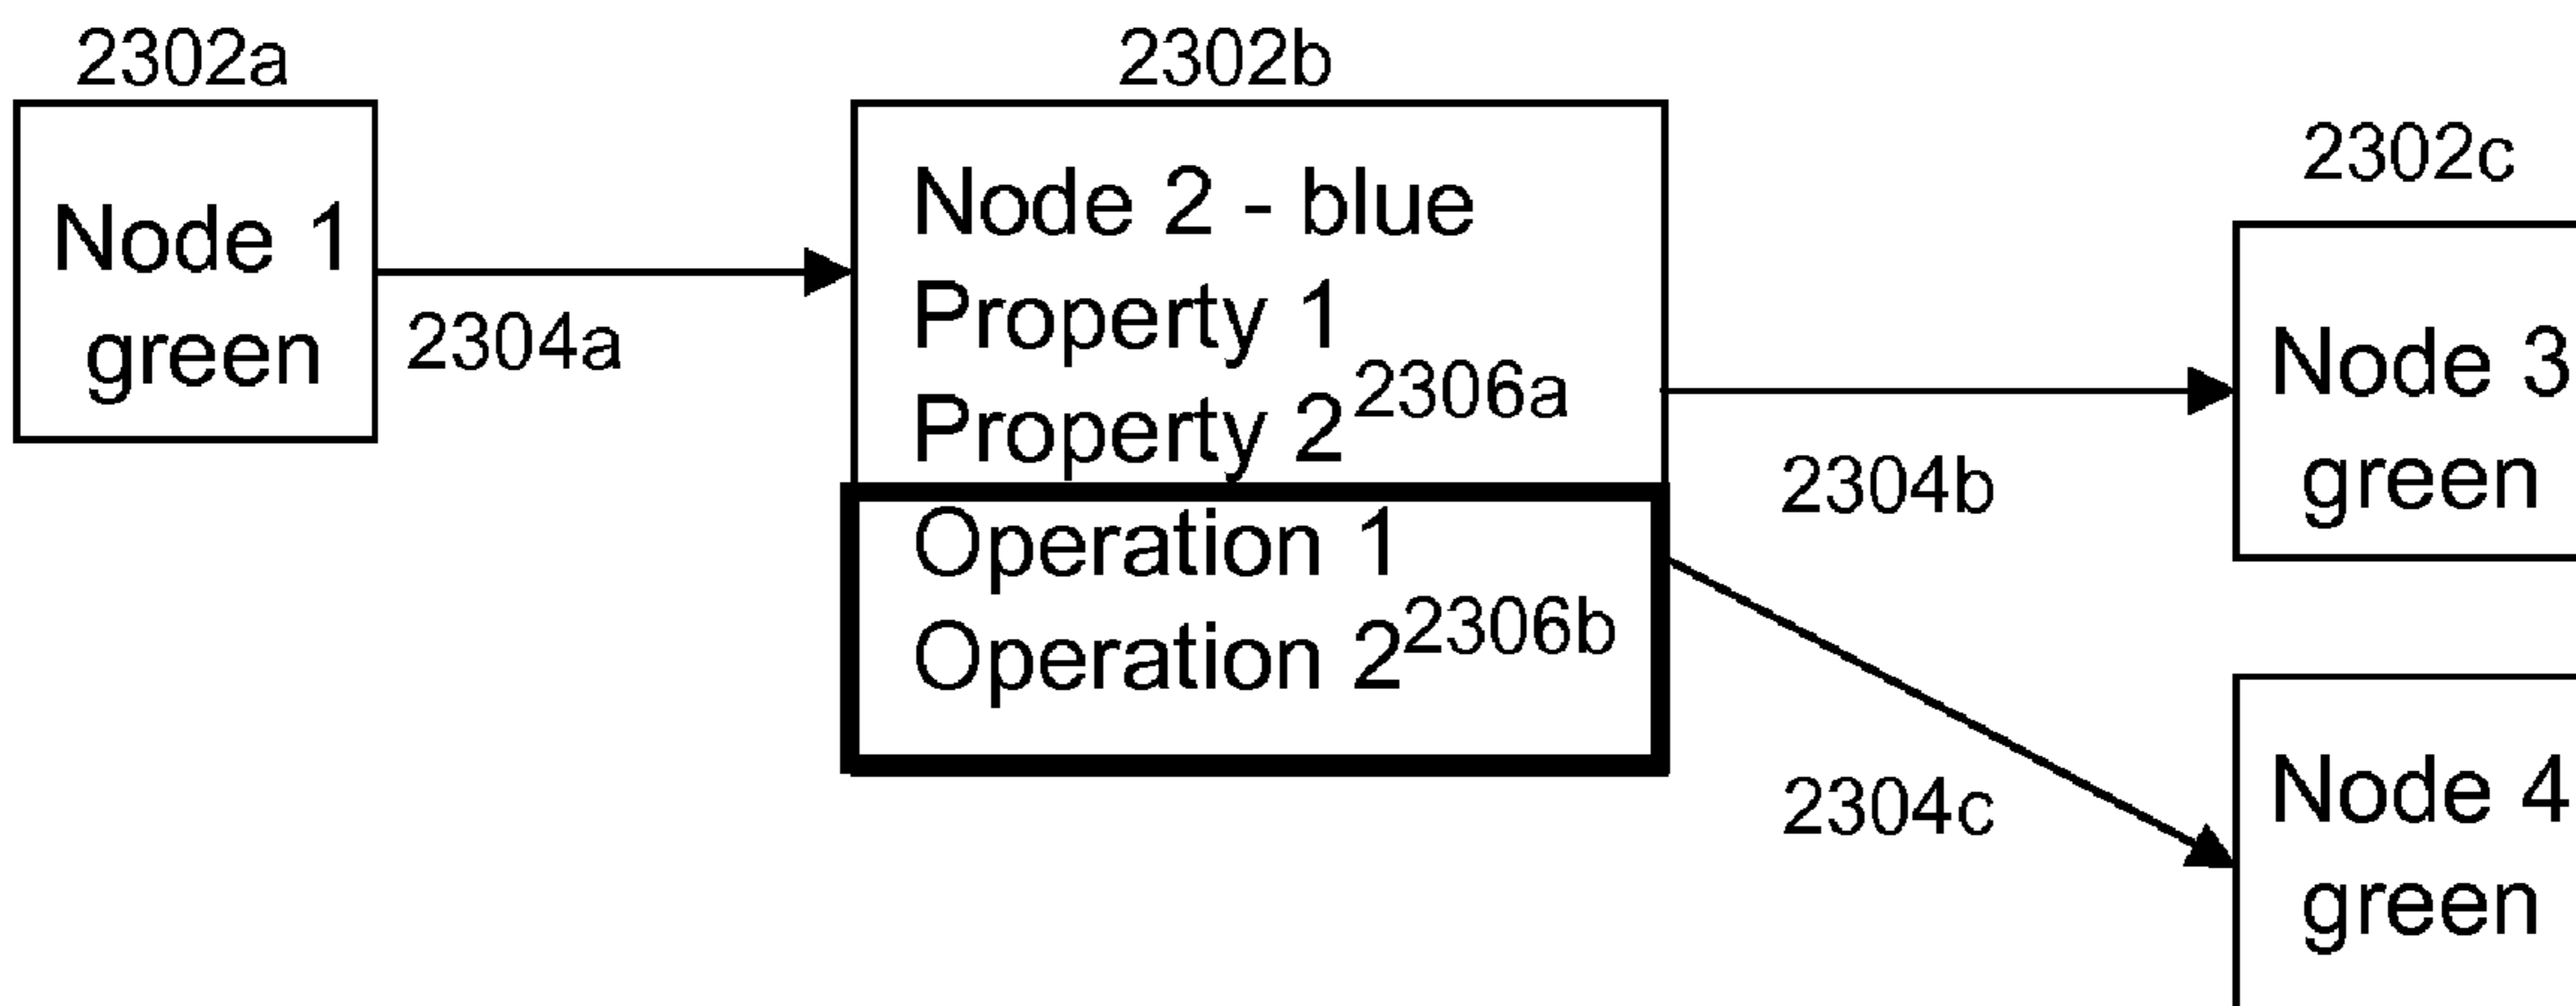 2302a
Node 1
green
2304a
2302b
Node 2 - blue
Property 1
Property 2 2306a
Operation 1
Operation 2 2306b
2304b
2304c
2302c
Node 3
green
Node 4
green